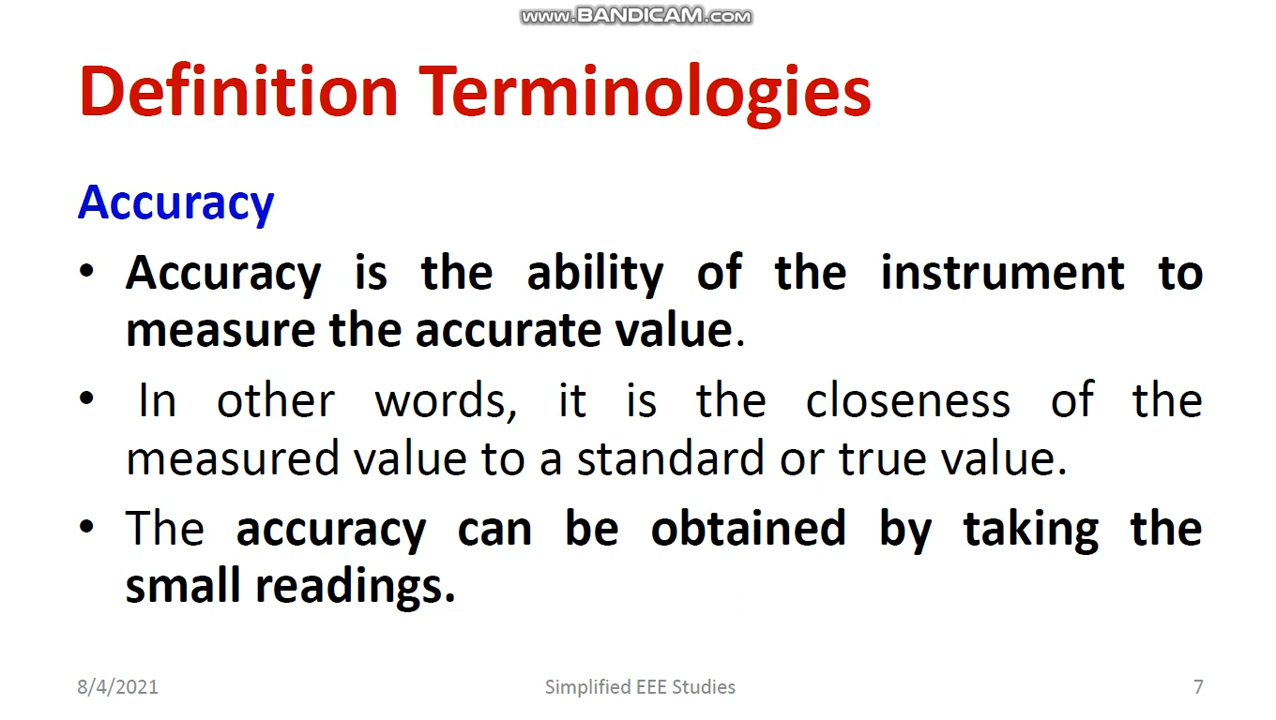 www.BANDICAM.com
Definition Terminologies
Accuracy
• Accuracy is the ability of the instrument to
measure the accurate value.
• In other words, it is the closeness of the
measured value to a standard or true value.
• The accuracy can be obtained by taking the
small readings.
8/4/2021 Simplified EEE Studies 7